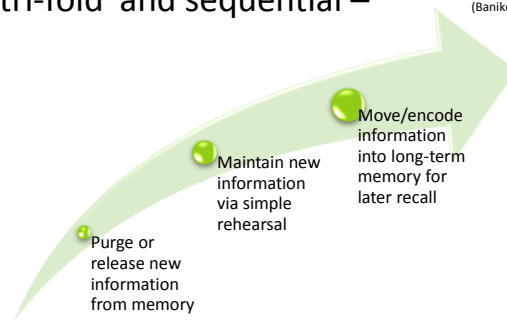 tri-fold and sequential –
Purge or
release new
information
from memory
Maintain new
information
via simple
rehearsal
Move/encode
information
into long-term
memory for
later recall